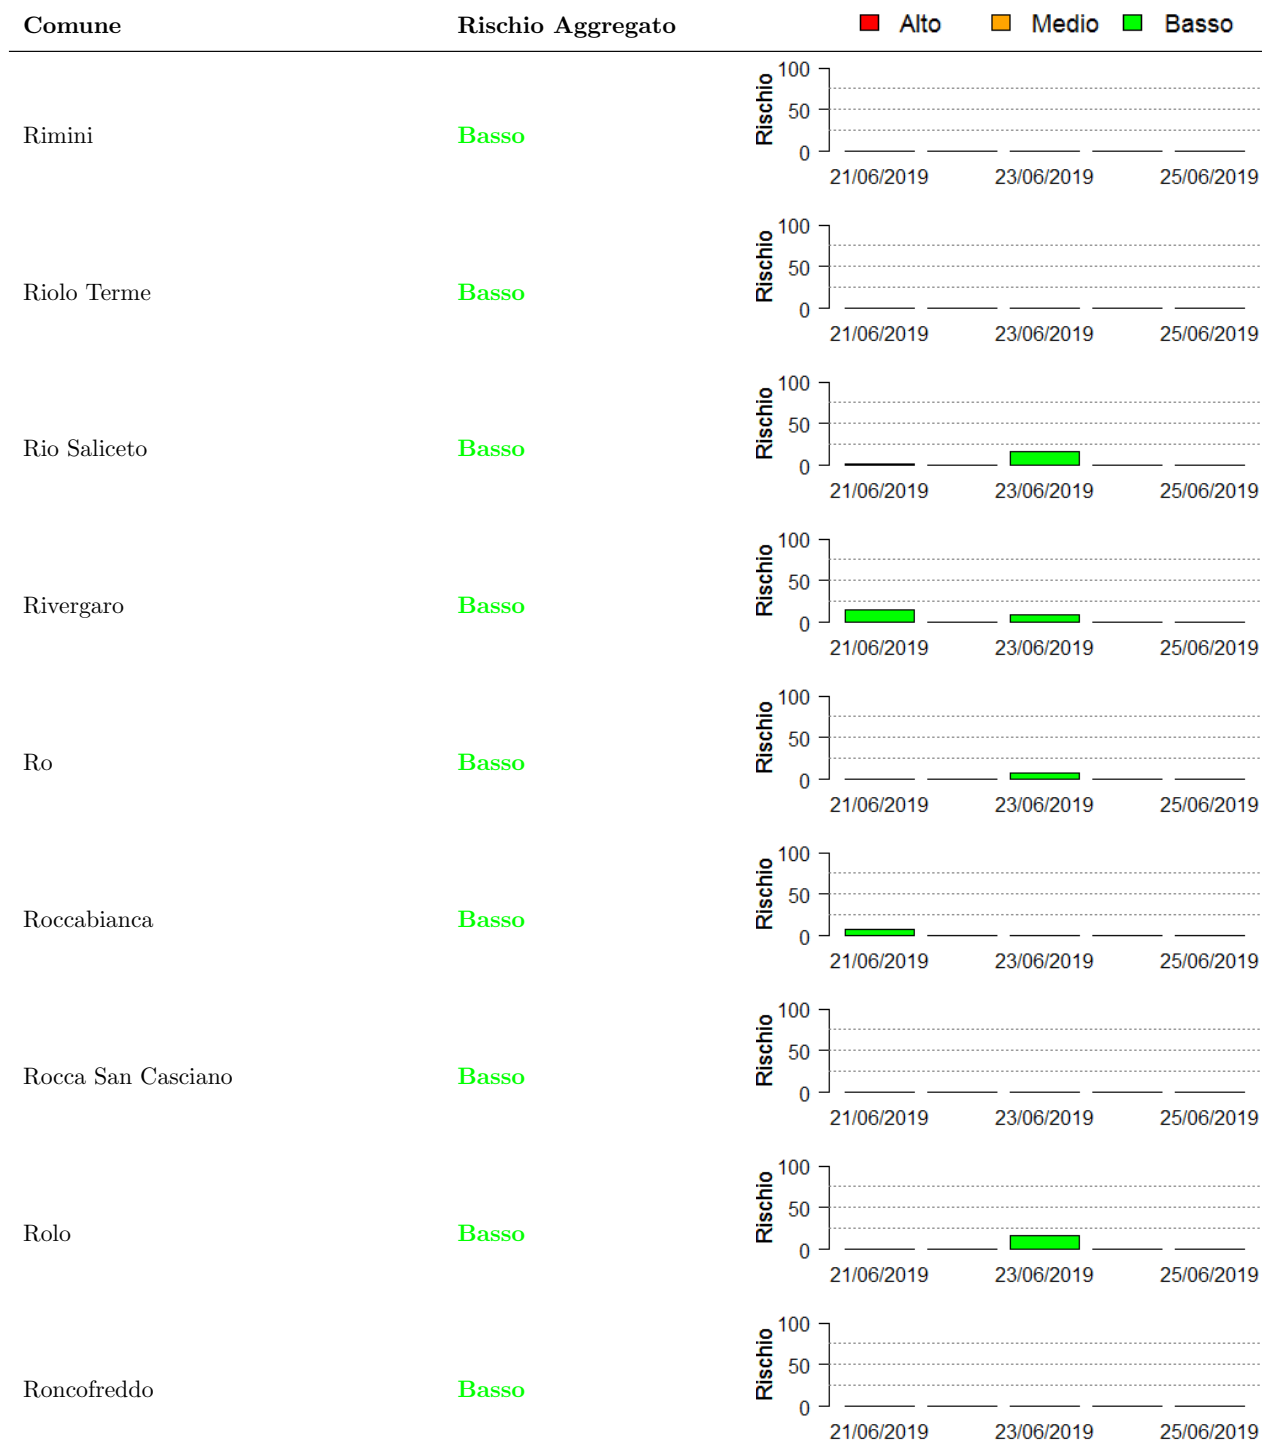 Comune Rischio Aggregato Alto Medio Basso
100
Rischio
50
Rimini Basso
0
21/06/2019 23/06/2019 25/06/2019
100
Rischio
50
Riolo Terme Basso
0
21/06/2019 23/06/2019 25/06/2019
100
Rischio
50
Rio Saliceto Basso
0
21/06/2019 23/06/2019 25/06/2019
100
Rischio
50
Rivergaro Basso
0
21/06/2019 23/06/2019 25/06/2019
100
Rischio
50
Ro Basso
0
21/06/2019 23/06/2019 25/06/2019
100
Rischio
50
Roccabianca Basso
0
21/06/2019 23/06/2019 25/06/2019
100
Rischio
50
Rocca San Casciano Basso
0
21/06/2019 23/06/2019 25/06/2019
100
Rischio
50
Rolo Basso
0
21/06/2019 23/06/2019 25/06/2019
100
Rischio
50
Roncofreddo Basso
0
21/06/2019 23/06/2019 25/06/2019